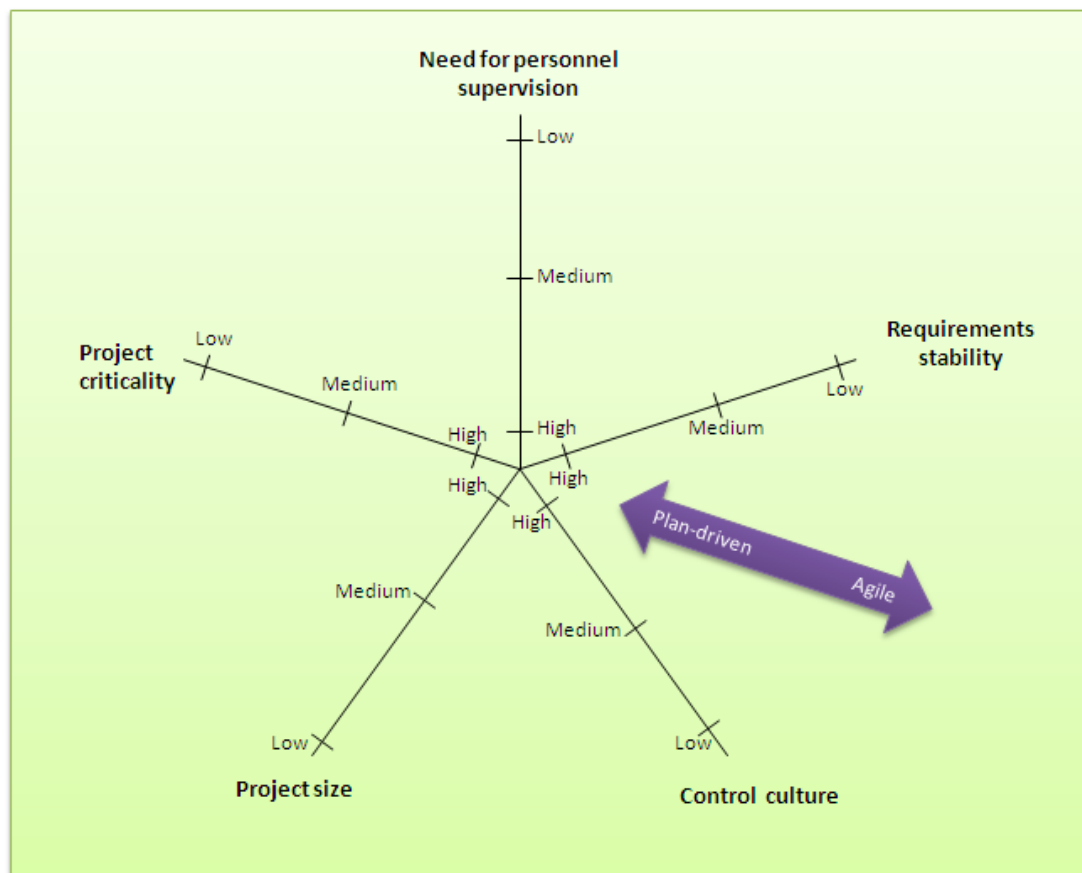 Need for personnel
supervision
Low
Medium
High
Requirements
stability
Low
Medium
High
Project
criticality
Low
Medium
High
High
Medium
Low
Project size
High
Medium
Low
Control culture
Plan-driven
Agile